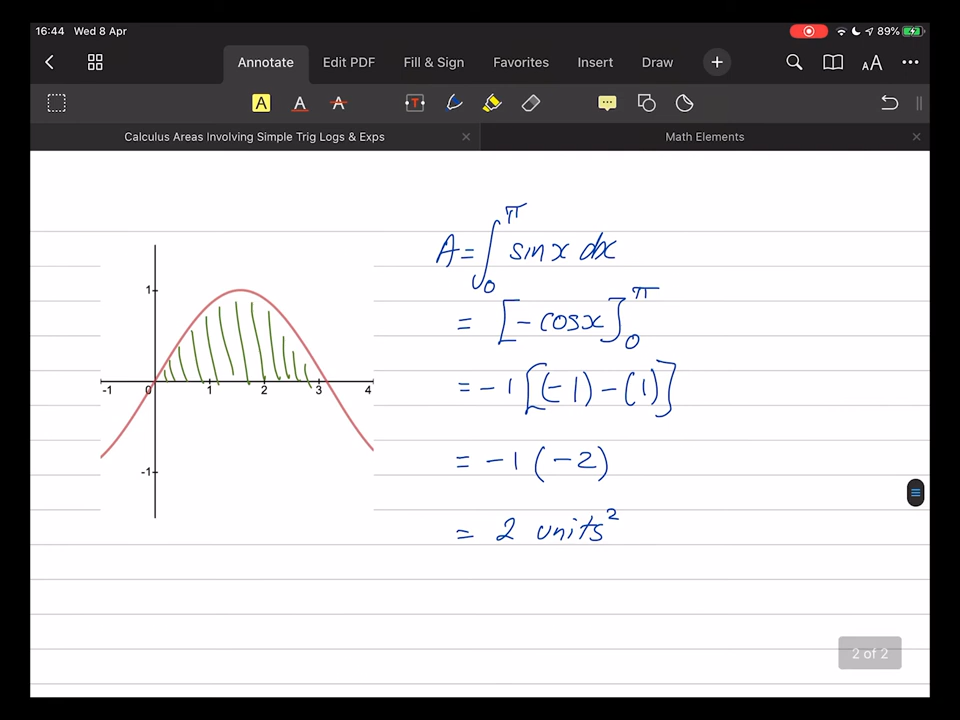 16:44 Wed 8 Apr 89%
Annotate Edit PDF Fill & Sign Favorites Insert Draw
A A A T
AA
Calculus Areas Involving Simple Trig Logs & Exps × Math Elements ×
A = ∫₀^π sin x dx
= [- cos x]₀^π
= -1 [(-1) - (1)]
= -1 (-2)
= 2 units²
1
-1 0 1 2 3 4
-1
2 of 2